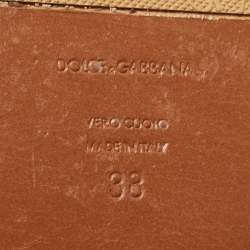 DOLCE & GABBANA
VERO CUOIO
MADE IN ITALY
38